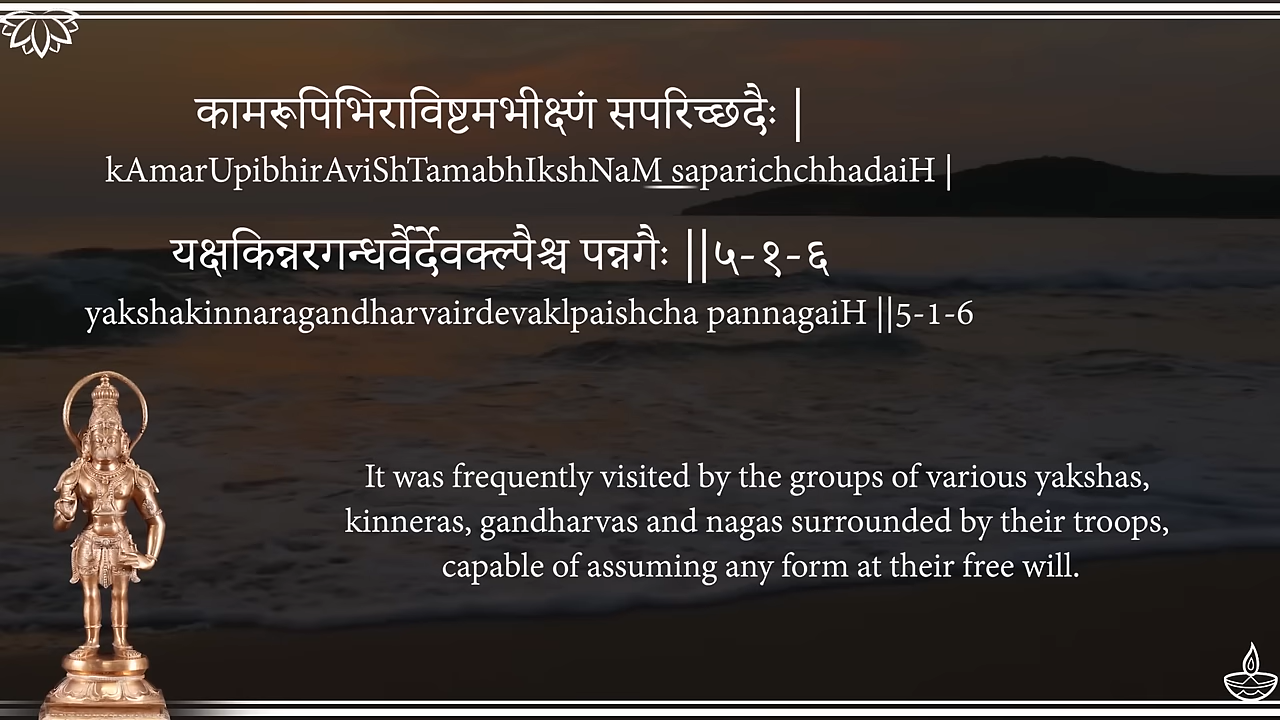 कामरूपिभिराविष्टमभीक्ष्णं सपरिच्छदैः |
kAmarUpibhirAviShTamabhIkshNaM saparichchhadaiH |
यक्षकिन्नरगन्धर्वैर्देवक्ल्पैश्च पन्नगैः ||५-१-६
yakshakinnaragandharvairdevaklpaishcha pannagaiH ||5-1-6
It was frequently visited by the groups of various yakshas,
kinneras, gandharvas and nagas surrounded by their troops,
capable of assuming any form at their free will.